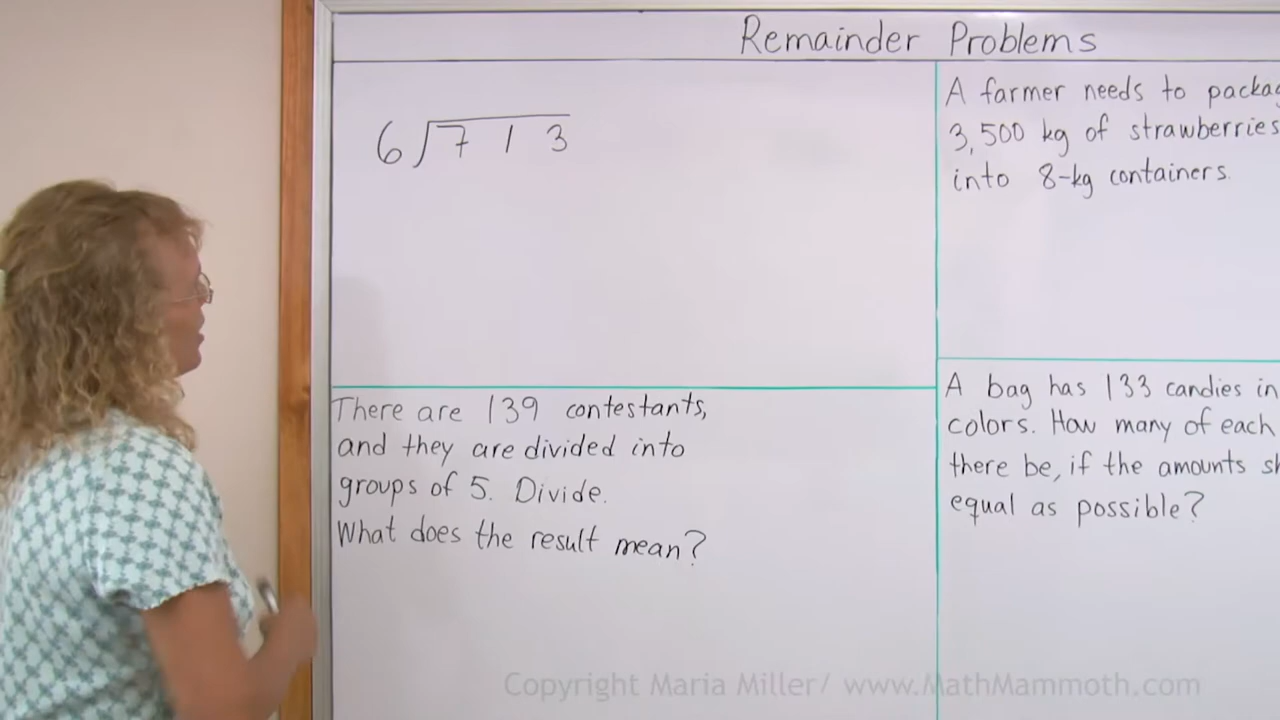 Remainder Problems
6 7 1 3
A farmer needs to
3,500 kg of strawberries
into 8-kg containers.
There are 139 contestants,
and they are divided into
groups of 5. Divide.
What does the result mean?
A bag has 133 candies in
colors. How many of each
there be, if the amounts
equal as possible?
Copyright Maria Miller/ www.MathMammoth.com